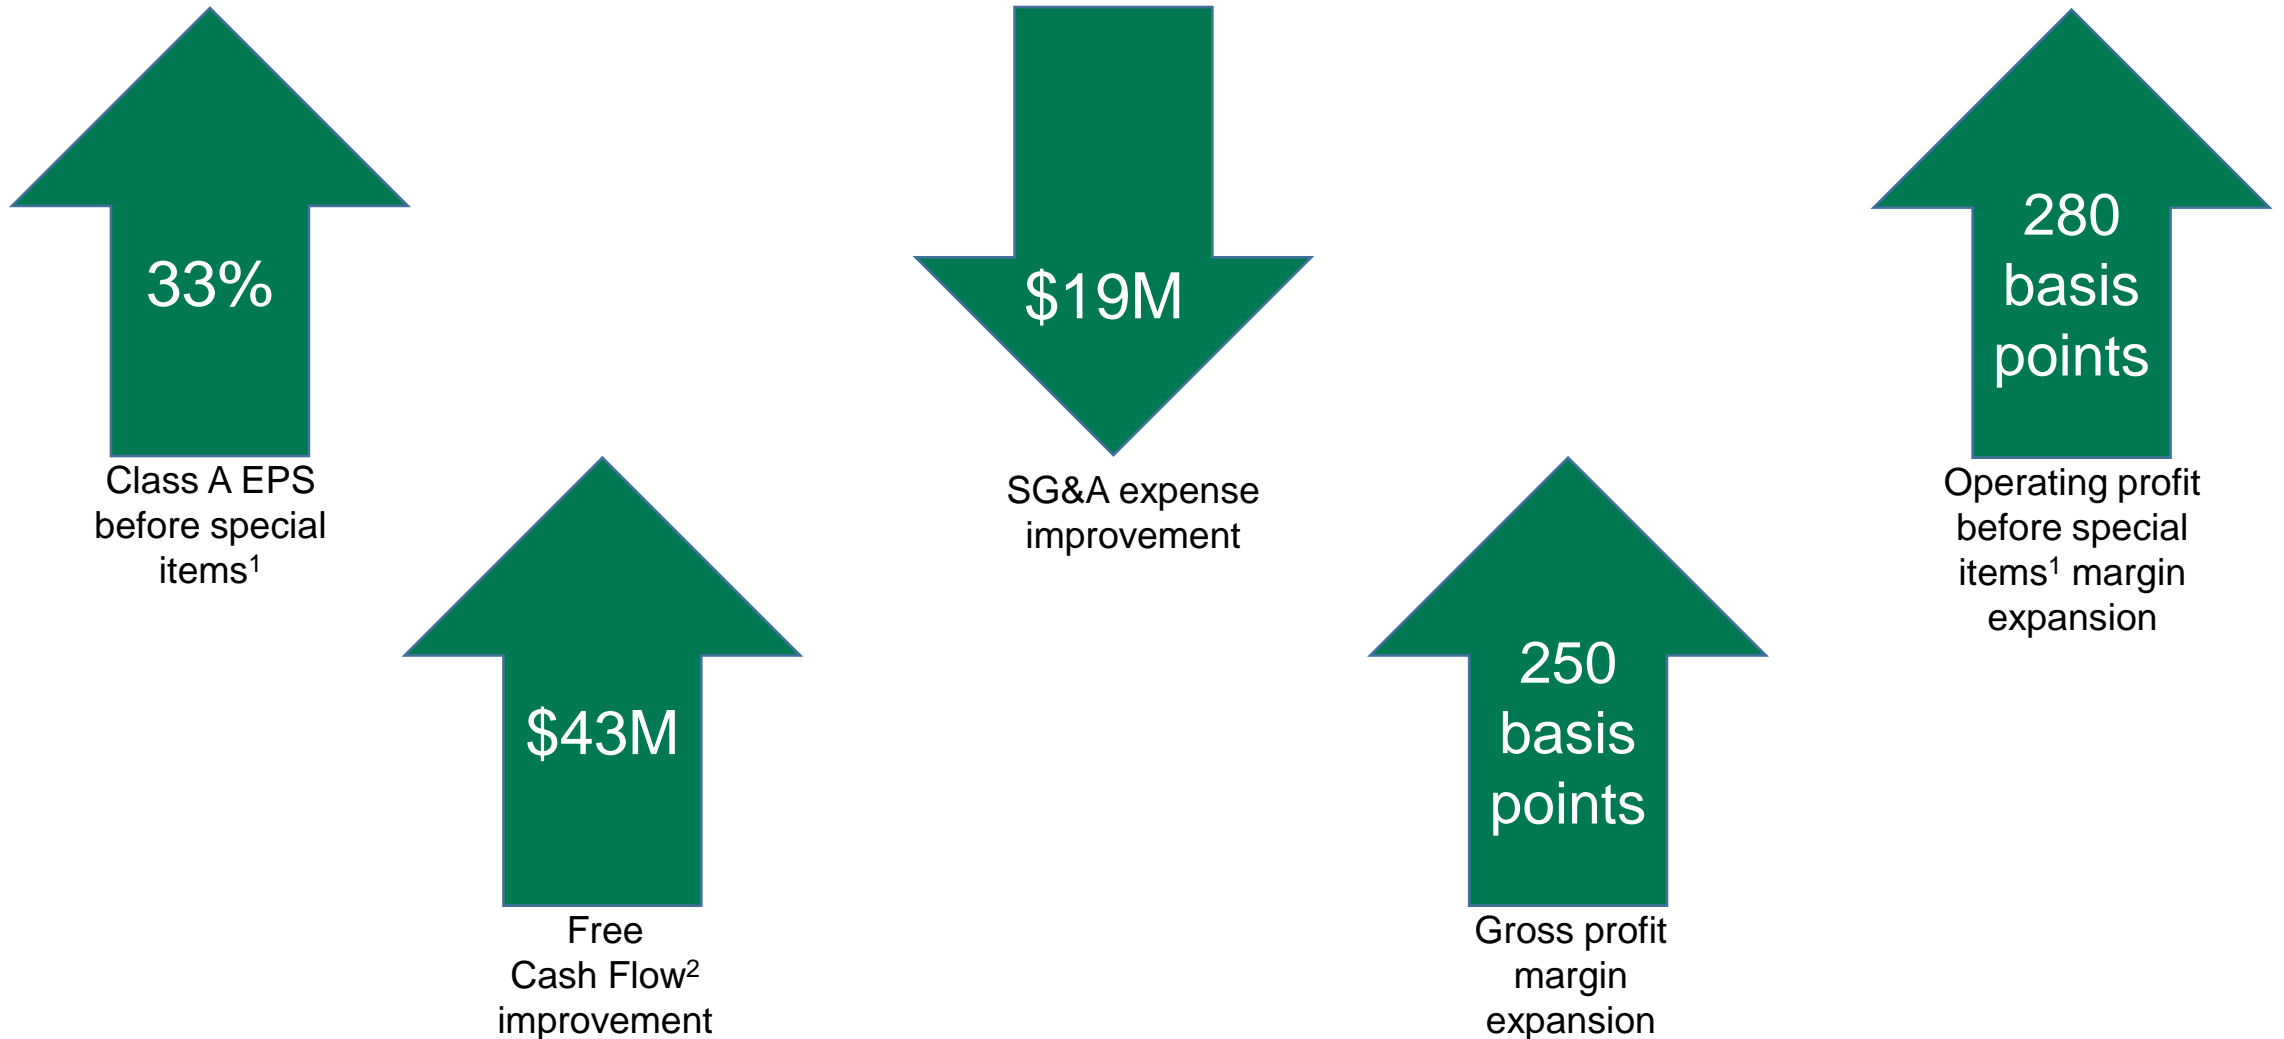 33%
Class A EPS
before special
items¹
$43M
Free
Cash Flow²
improvement
$19M
SG&A expense
improvement
250
basis
points
Gross profit
margin
expansion
280
basis
points
Operating profit
before special
items¹ margin
expansion